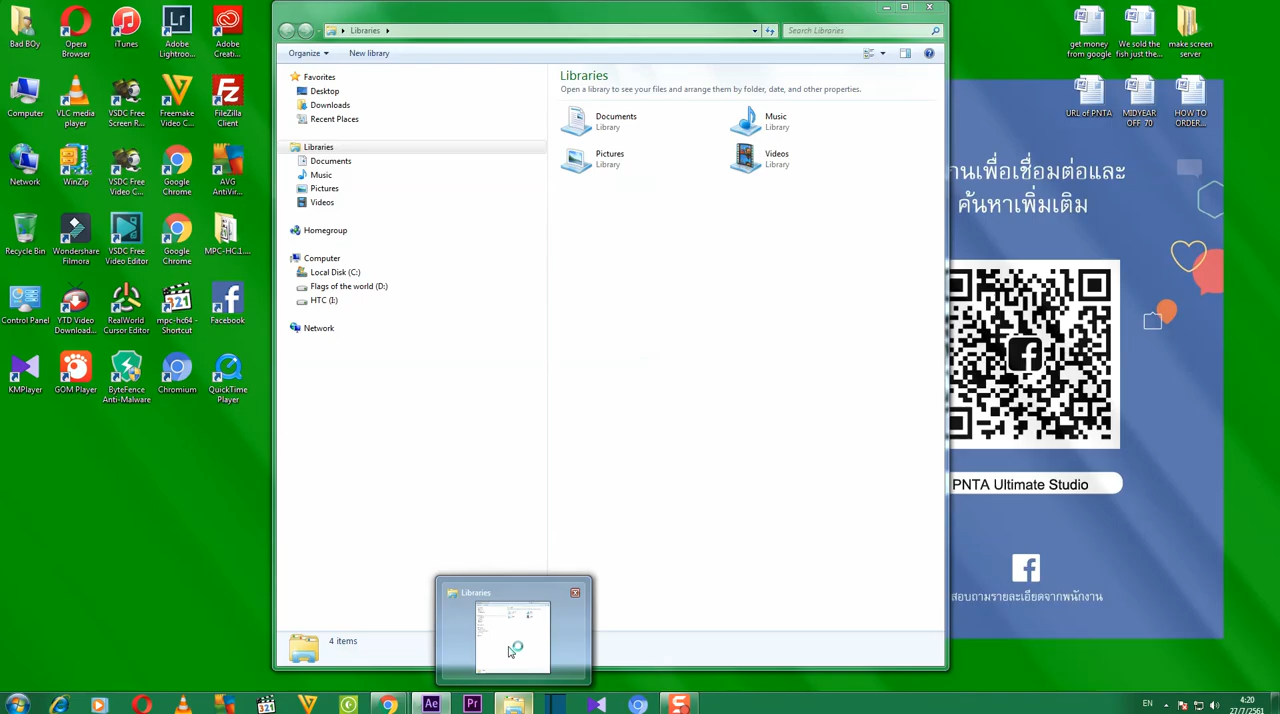 Bad BOy
Opera
Browser
iTunes
Adobe
Lightroo...
Adobe
Creati...
Computer
VLC media
player
VSDC Free
Screen R...
Freemake
Video C...
FileZilla
Client
Network
WinZip
VSDC Free
Video C...
Google
Chrome
AVG
AntiVir...
Recycle Bin
Wondershare
Filmora
VSDC Free
Video Editor
Google
Chrome
MPC-HC.1....
Control Panel
YTD Video
Download...
RealWorld
Cursor Editor
mpc-hc64 -
Shortcut
Facebook
KMPlayer
GOM Player
ByteFence
Anti-Malware
Chromium
QuickTime
Player
Libraries
Search Libraries
Organize
New library
Favorites
Desktop
Downloads
Recent Places
Libraries
Documents
Music
Pictures
Videos
Homegroup
Computer
Local Disk (C:)
Flags of the world (D:)
HTC (I:)
Network
Libraries
Open a library to see your files and arrange them by folder, date, and other properties.
Documents
Library
Music
Library
Pictures
Library
Videos
Library
4 items
Libraries
get money
from google
We sold the
fish just the...
make screen
server
URL of PNTA
MIDYEAR
OFF 70
HOW TO
ORDER...
านเพื่อเชื่อมต่อและ
ค้นหาเพิ่มเติม
PNTA Ultimate Studio
สอบถามรายละเอียดจากพนักงาน
Ae
Pr
EN
4:20
27/7/2561